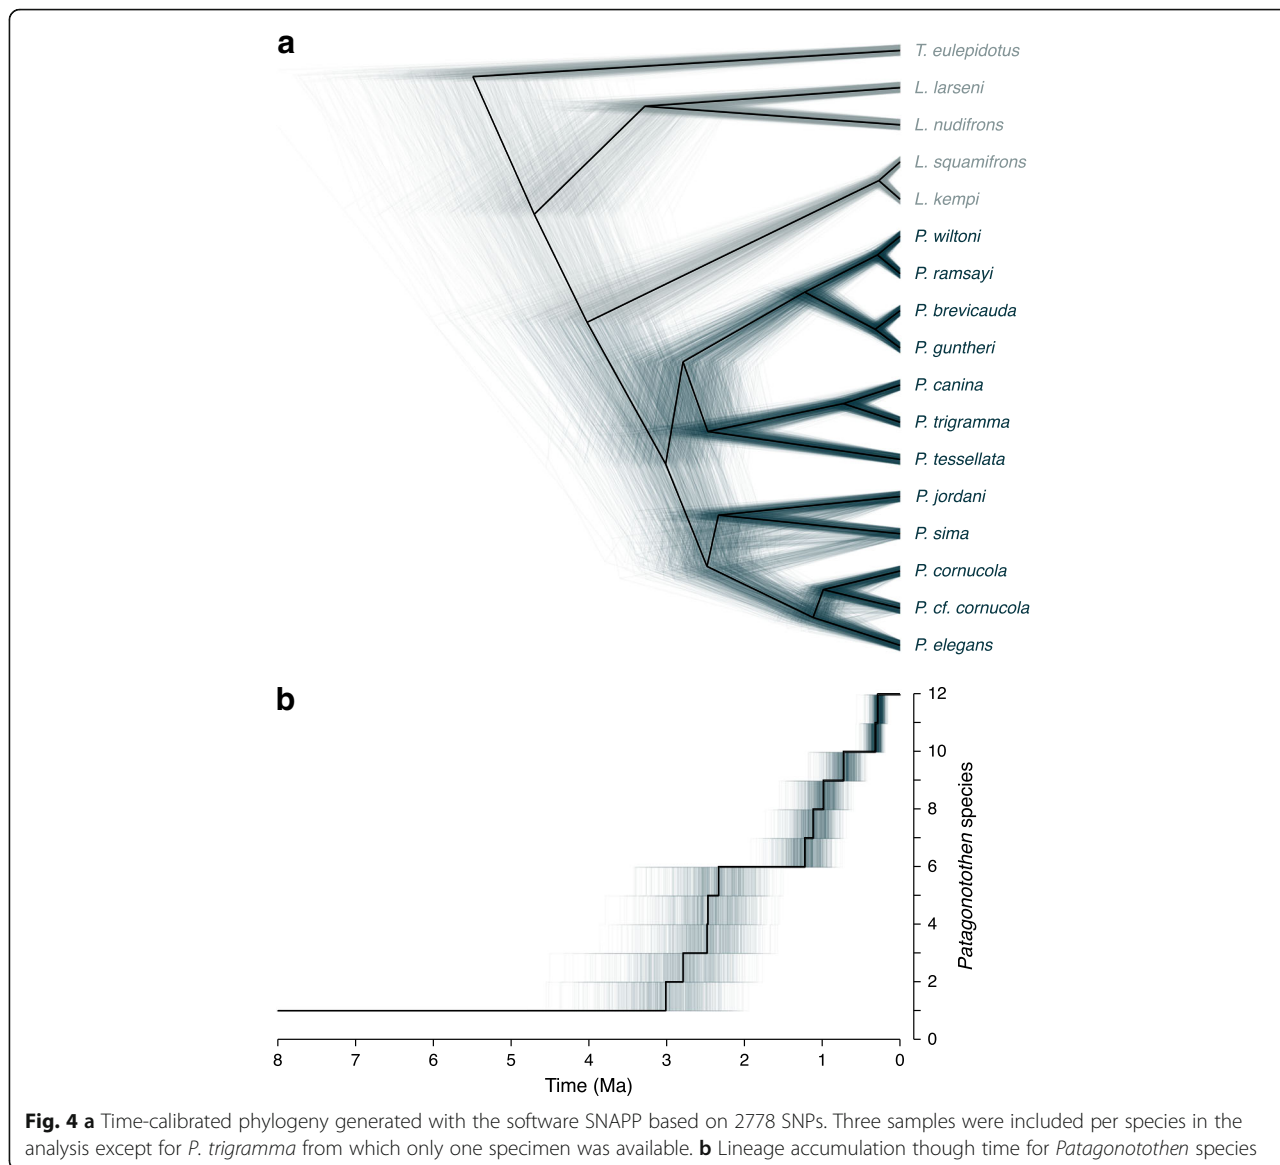 a
T. eulepidotus
L. larseni
L. nudifrons
L. squamifrons
L. kempi
P. wiltoni
P. ramsayi
P. brevicauda
P. guntheri
P. canina
P. trigramma
P. tessellata
P. jordani
P. sima
P. cornucola
P. cf. cornucola
P. elegans
b
12
10
8
6
4
2
0
Patagonotothen species
8 7 6 5 4 3 2 1 0
Time (Ma)
Fig. 4 a Time-calibrated phylogeny generated with the software SNAPP based on 2778 SNPs. Three samples were included per species in the
analysis except for P. trigramma from which only one specimen was available. b Lineage accumulation though time for Patagonotothen species